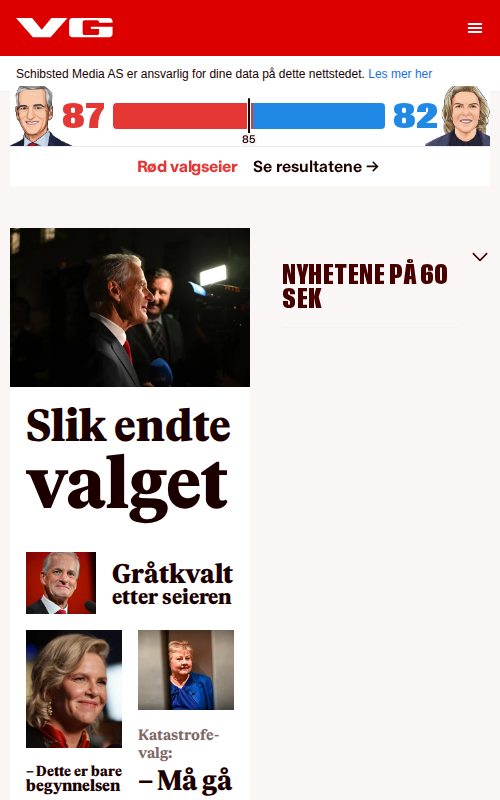 VG
Schibsted Media AS er ansvarlig for dine data på dette nettstedet. Les mer her
87
82
85
Rød valgseier Se resultatene →
NYHETENE PÅ 60
SEK
Slik endte
valget
Gråtkvalt
etter seieren
– Dette er bare
begynnelsen
Katastrofe-
valg:
– Må gå